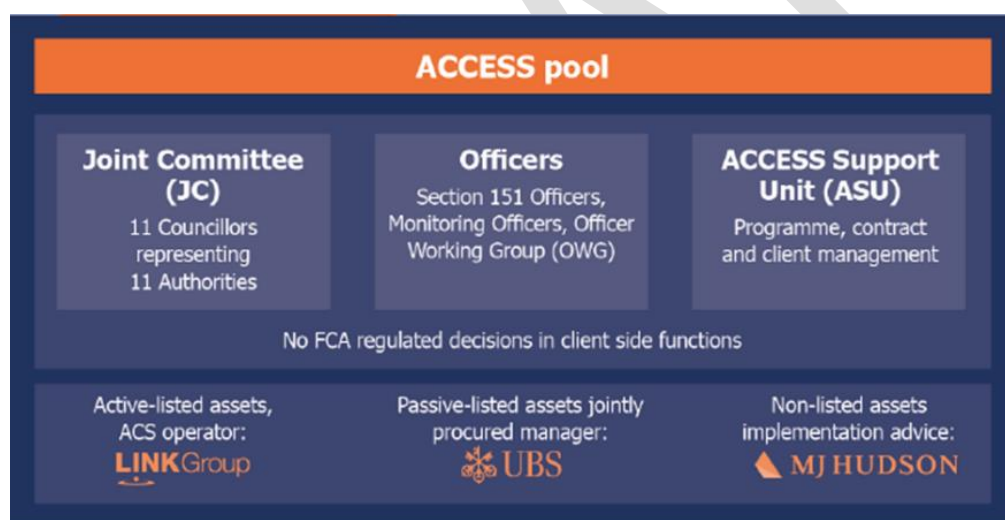 ACCESS pool
Joint Committee
(JC)
11 Councillors
representing
11 Authorities
Officers
Section 151 Officers,
Monitoring Officers, Officer
Working Group (OWG)
ACCESS Support
Unit (ASU)
Programme, contract
and client management
No FCA regulated decisions in client side functions
Active-listed assets,
ACS operator:
LINKGroup
Passive-listed assets jointly
procured manager:
UBS
Non-listed assets
implementation advice:
MJ HUDSON